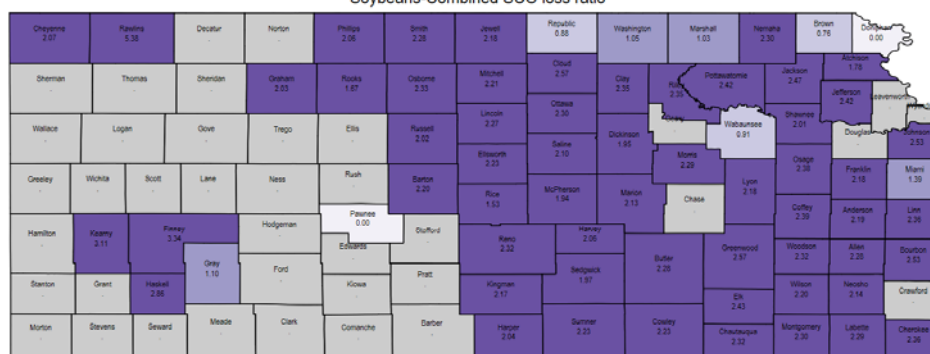 Soybeans-Combined SCO loss ratio
Cheyenne
2.07
Rawlins
5.38
Decatur
-
Norton
-
Phillips
2.06
Smith
2.28
Jewell
2.18
Republic
0.88
Washington
1.05
Marshall
1.03
Nemaha
2.30
Brown
0.76
Doniphan
0.00
Sherman
-
Thomas
-
Sheridan
-
Graham
2.03
Rooks
1.87
Osborne
2.33
Mitchell
2.21
Cloud
2.57
Clay
2.35
Riley
2.35
Pottawatomie
2.42
Jackson
2.47
Atchison
1.78
Jefferson
2.42
Leavenworth
Wallace
-
Logan
-
Gove
-
Trego
-
Ellis
-
Russell
2.02
Lincoln
2.27
Ottawa
2.30
Saline
2.10
Dickinson
1.95
Wabaunsee
0.91
Shawnee
2.01
Douglas
-
Johnson
2.53
Greeley
-
Wichita
-
Scott
-
Lane
-
Ness
-
Rush
-
Barton
2.20
Ellsworth
2.23
Rice
1.53
McPherson
1.94
Marion
2.13
Morris
2.29
Chase
-
Lyon
2.18
Osage
2.38
Franklin
2.18
Miami
1.39
Hamilton
-
Kearny
3.11
Finney
3.34
Hodgeman
-
Pawnee
0.00
Edwards
-
Stafford
-
Reno
2.32
Harvey
2.06
Butler
2.28
Greenwood
2.97
Coffey
2.39
Anderson
2.19
Linn
2.36
Stanton
-
Grant
-
Haskell
2.86
Gray
1.10
Ford
-
Kiowa
-
Pratt
-
Kingman
2.17
Sedgwick
1.97
Elk
2.43
Woodson
2.32
Allen
2.28
Bourbon
2.53
Wilson
2.20
Neosho
2.14
Crawford
-
Morton
-
Stevens
-
Seward
-
Meade
-
Clark
-
Comanche
-
Barber
-
Harper
2.04
Sumner
2.23
Cowley
2.23
Chautauqua
2.32
Montgomery
2.30
Labette
2.29
Cherokee
2.36